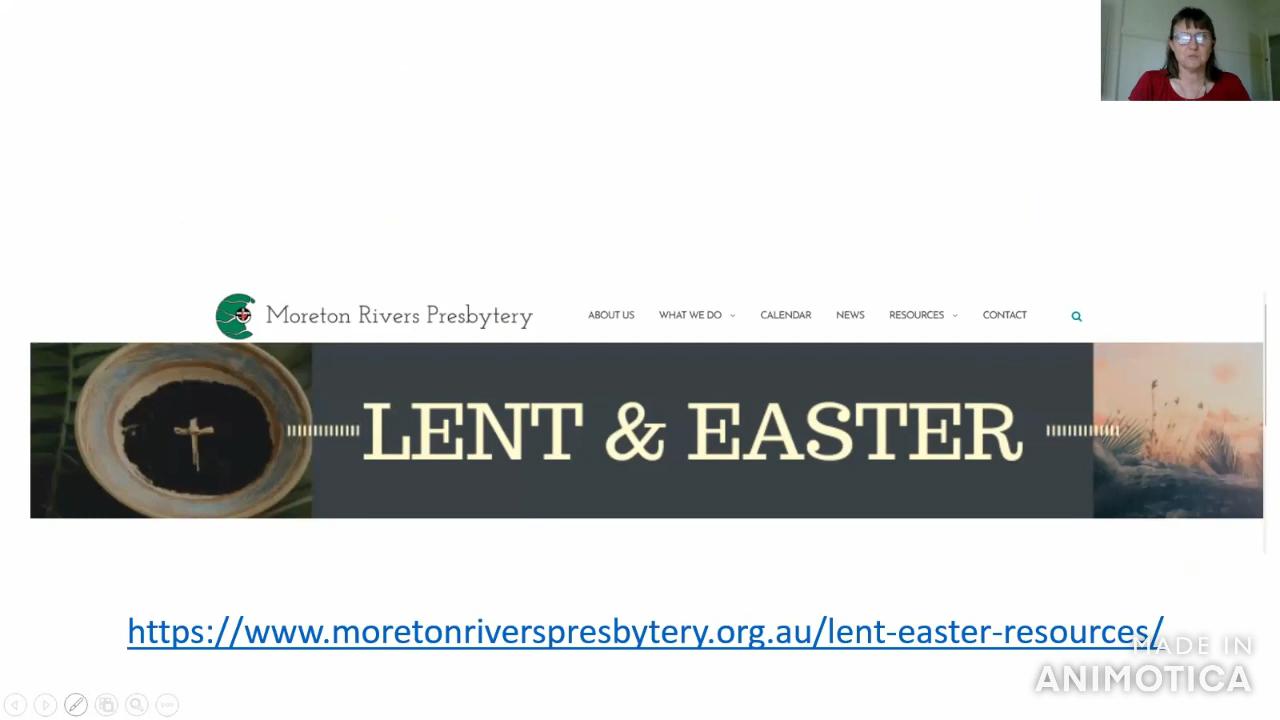 Moreton Rivers Presbytery
ABOUT US WHAT WE DO CALENDAR NEWS RESOURCES CONTACT
LENT & EASTER
https://www.moretonriverspresbytery.org.au/lent-easter-resources/
MADE IN
ANIMOTICA